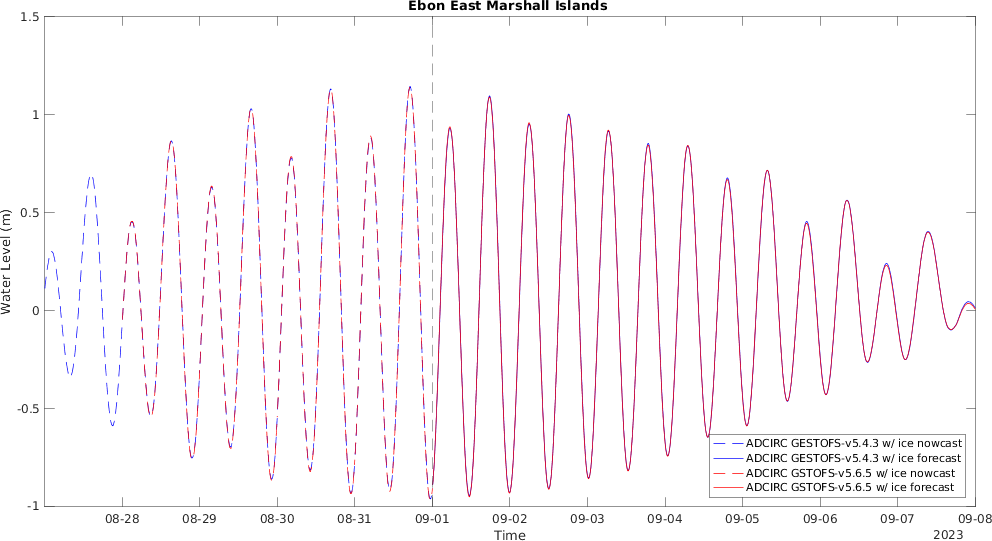 Ebon East Marshall Islands
1.5
1
0.5
0
-0.5
-1
Water Level (m)
ADCIRC GESTOFS-v5.4.3 w/ ice nowcast
ADCIRC GESTOFS-v5.4.3 w/ ice forecast
ADCIRC GSTOFS-v5.6.5 w/ ice nowcast
ADCIRC GSTOFS-v5.6.5 w/ ice forecast
08-28 08-29 08-30 08-31 09-01 09-02 09-03 09-04 09-05 09-06 09-07 09-08
Time
2023